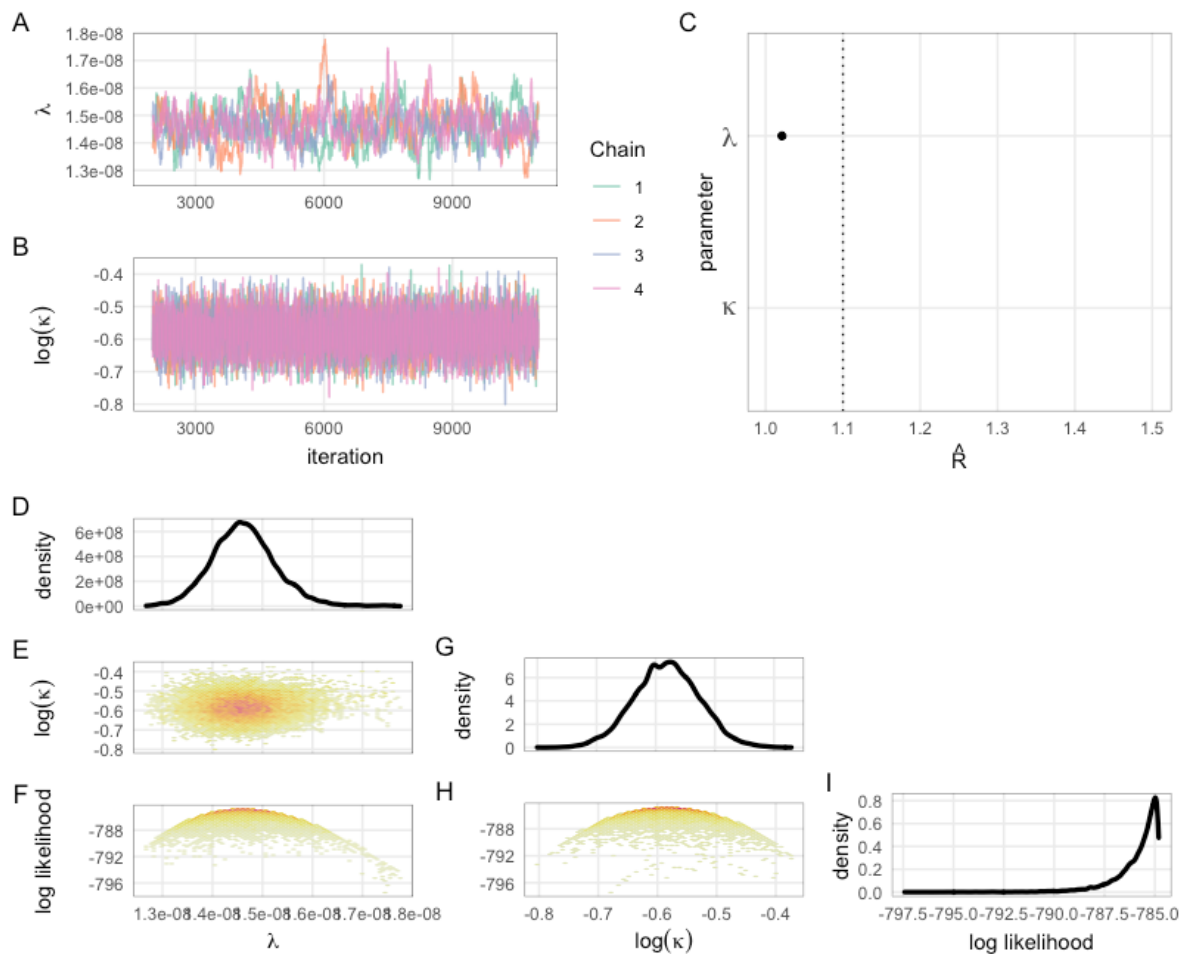 A
1.8e-08
1.7e-08
1.6e-08
1.5e-08
1.4e-08
1.3e-08
λ
3000 6000 9000
B
-0.4
-0.5
-0.6
-0.7
-0.8
log(κ)
3000 6000 9000
iteration
Chain
1
2
3
4
C
λ
κ
parameter
1.0 1.1 1.2 1.3 1.4 1.5
R̂
D
6e+08
4e+08
2e+08
0e+00
density
E
-0.4
-0.5
-0.6
-0.7
-0.8
log(κ)
F
-788
-792
-796
log likelihood
1.3e-08 1.4e-08 1.5e-08 1.6e-08 1.7e-08 1.8e-08
λ
G
6
4
2
0
density
H
-788
-792
-796
-0.8 -0.7 -0.6 -0.5 -0.4
log(κ)
I
0.8
0.6
0.4
0.2
0.0
density
-797.5 -795.0 -792.5 -790.0 -787.5 -785.0
log likelihood